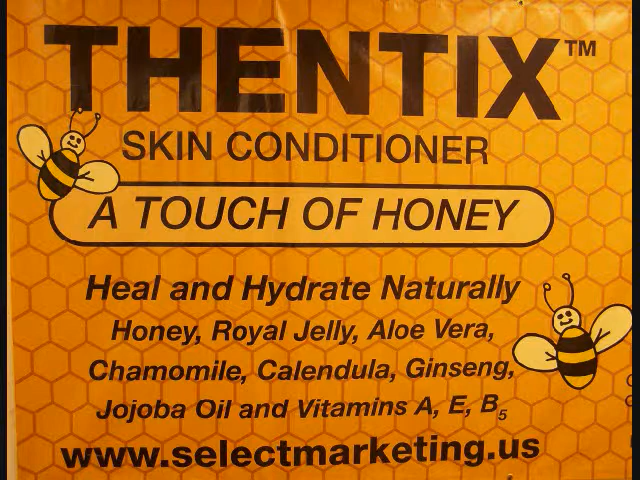 THENTIX™
SKIN CONDITIONER
A TOUCH OF HONEY
Heal and Hydrate Naturally
Honey, Royal Jelly, Aloe Vera,
Chamomile, Calendula, Ginseng,
Jojoba Oil and Vitamins A, E, B₅
www.selectmarketing.us